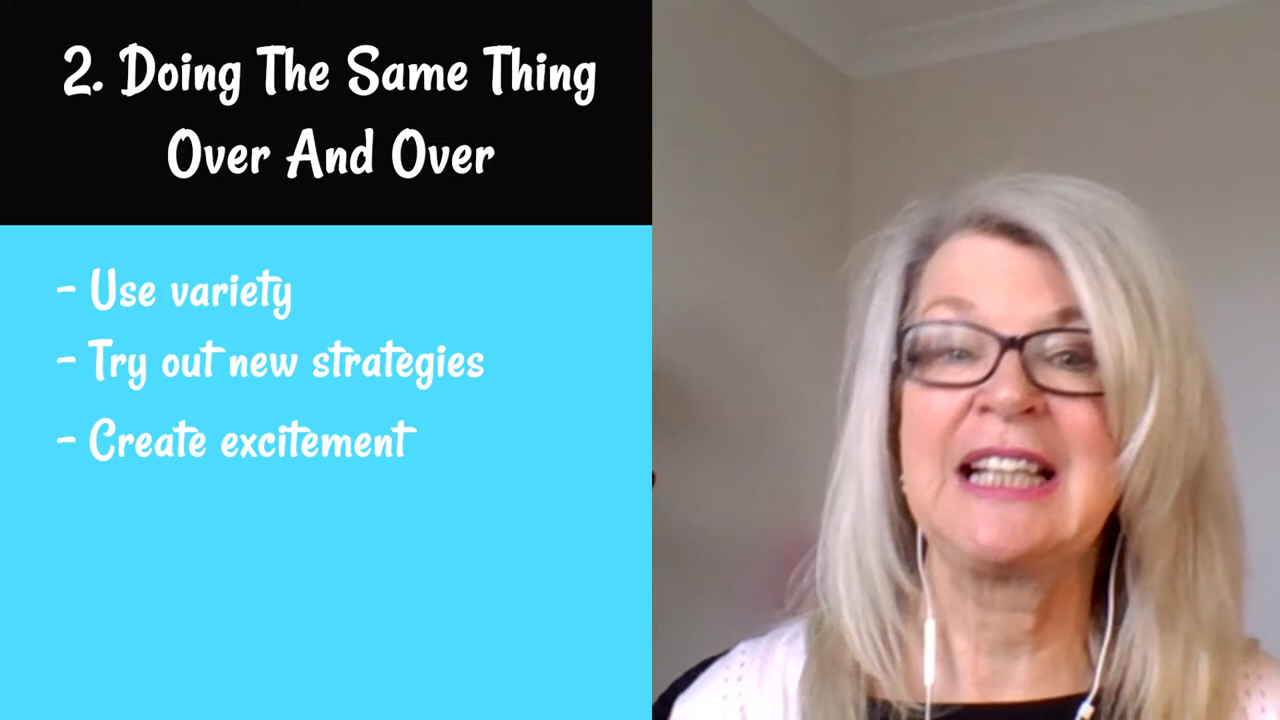 2. Doing The Same Thing
Over And Over
- Use variety
- Try out new strategies
- Create excitement